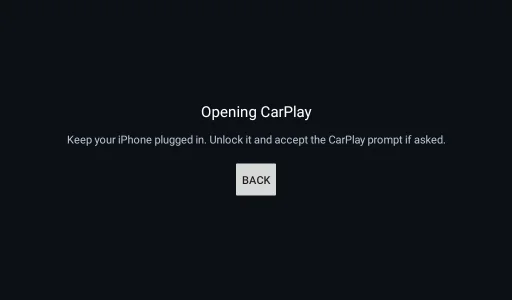 Opening CarPlay
Keep your iPhone plugged in. Unlock it and accept the CarPlay prompt if asked.
BACK